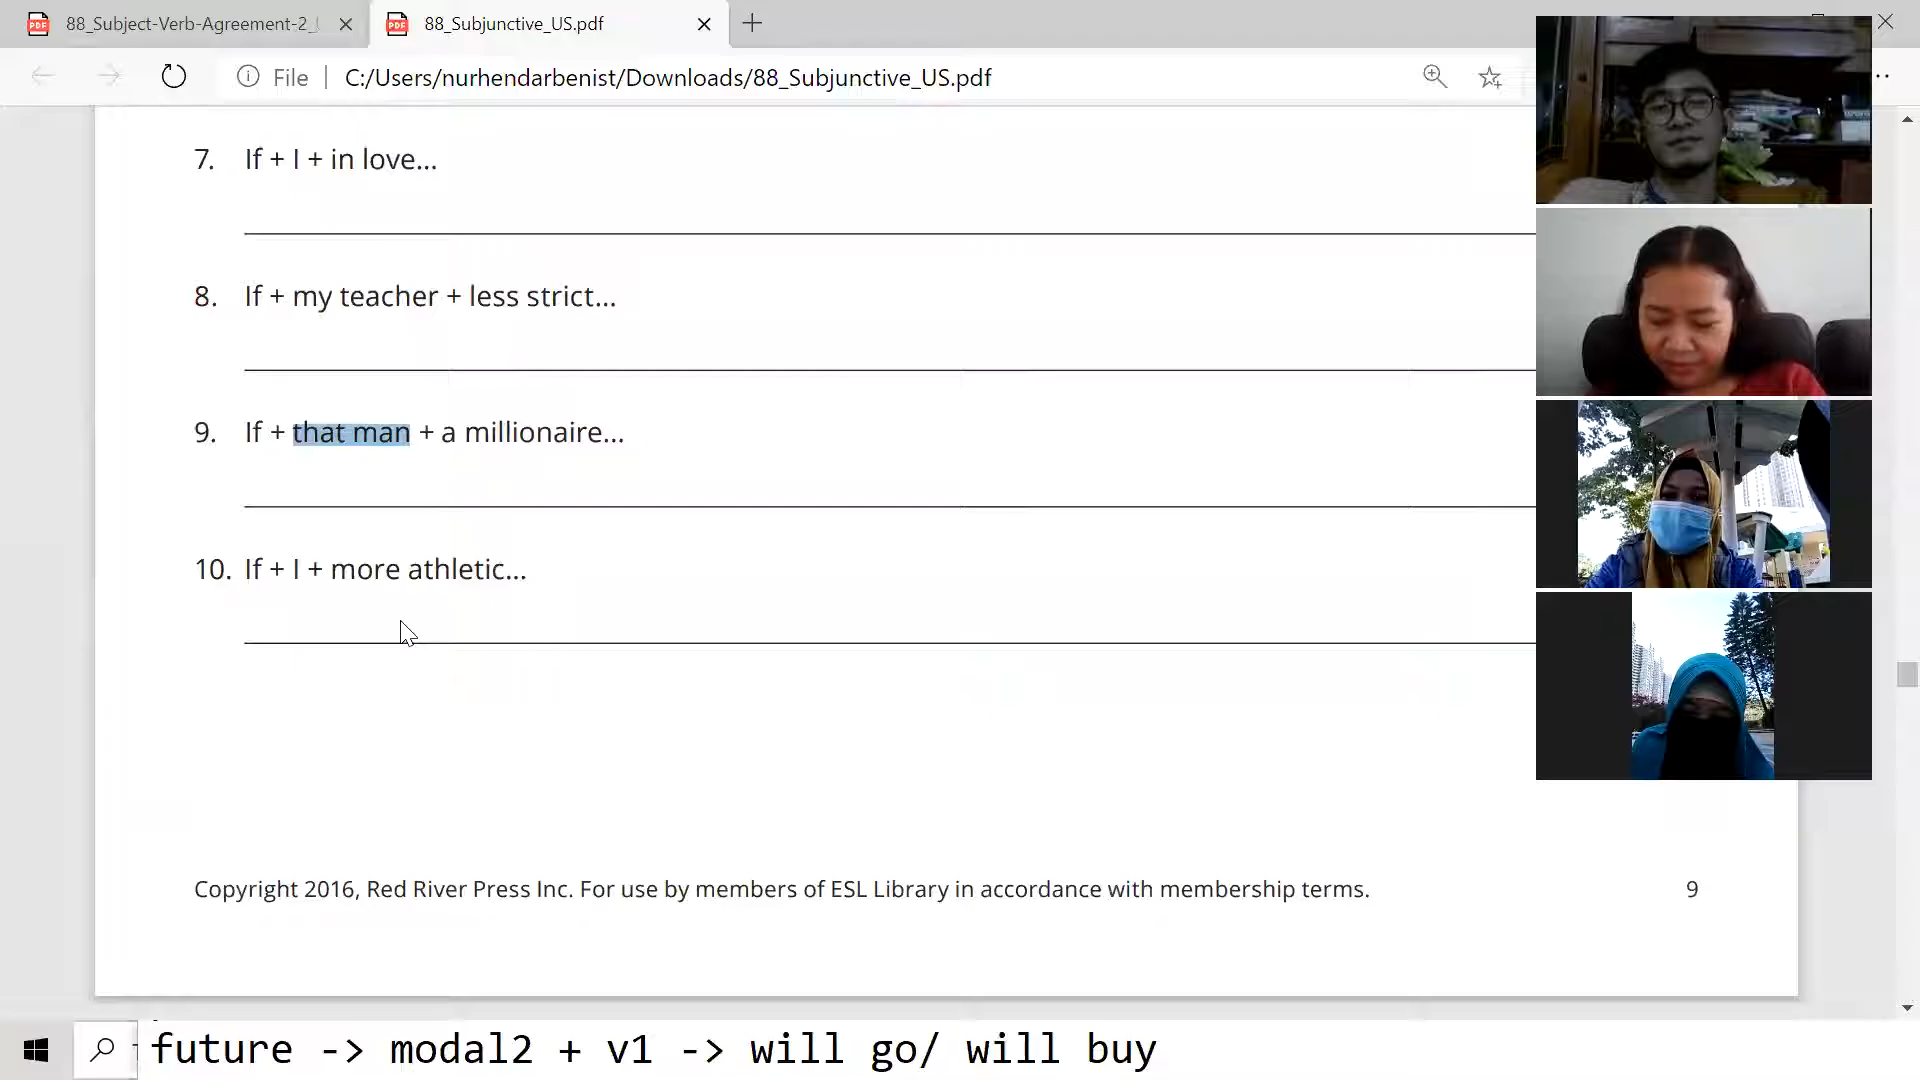 88_Subject-Verb-Agreement-2_
88_Subjunctive_US.pdf
File | C:/Users/nurhendarbenist/Downloads/88_Subjunctive_US.pdf
7. If + I + in love...
8. If + my teacher + less strict...
9. If + that man + a millionaire...
10. If + I + more athletic...
Copyright 2016, Red River Press Inc. For use by members of ESL Library in accordance with membership terms. 9
future -> modal2 + v1 -> will go/ will buy